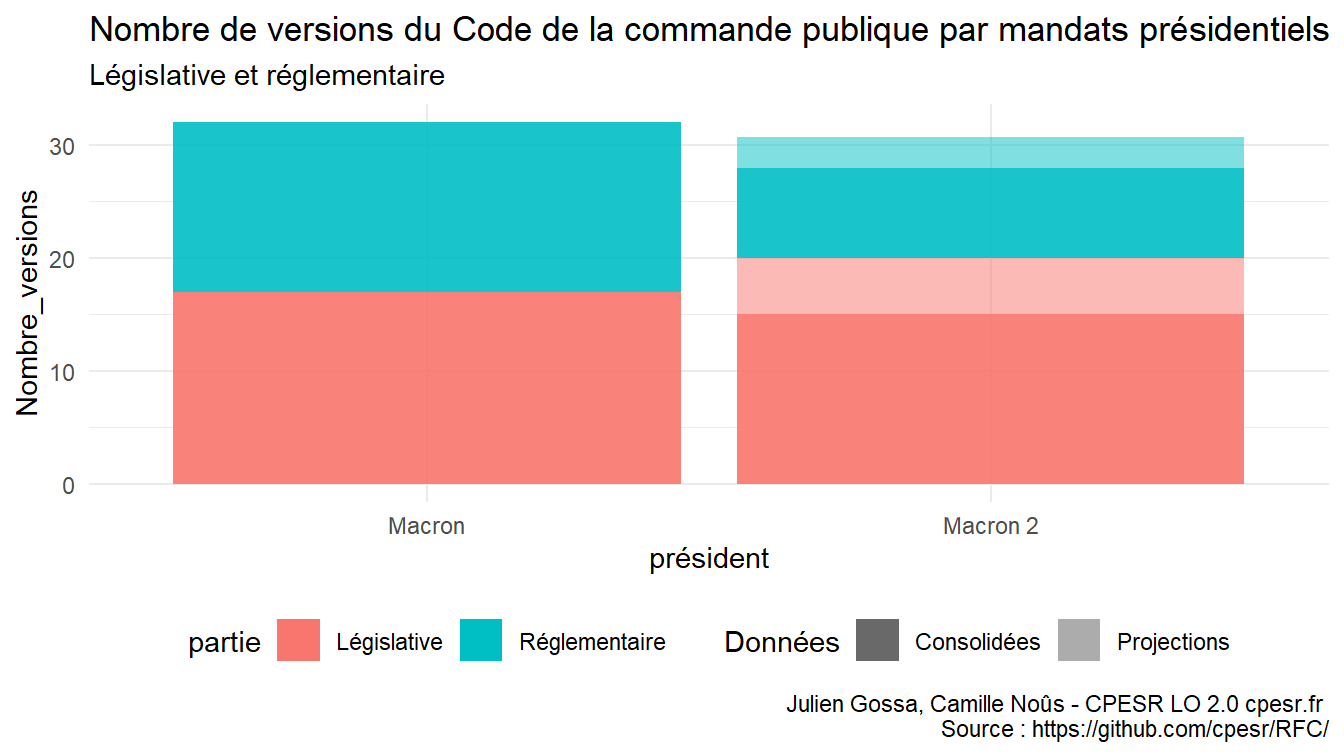 Nombre de versions du Code de la commande publique par mandats présidentiels
Législative et réglementaire
Nombre_versions
30
20
10
0
Macron
Macron 2
président
partie Législative Réglementaire Données Consolidées Projections
Julien Gossa, Camille Noûs - CPESR LO 2.0 cpesr.fr
Source : https://github.com/cpesr/RFC/